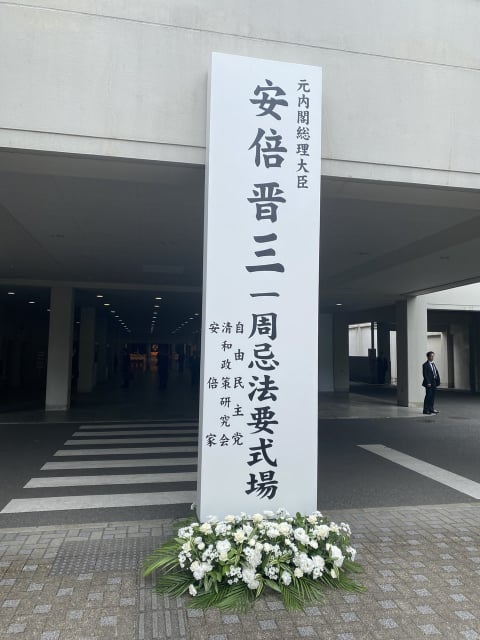 元内閣総理大臣
安倍晋三一周忌法要式場
自由民主党
清和政策研究会
安倍家